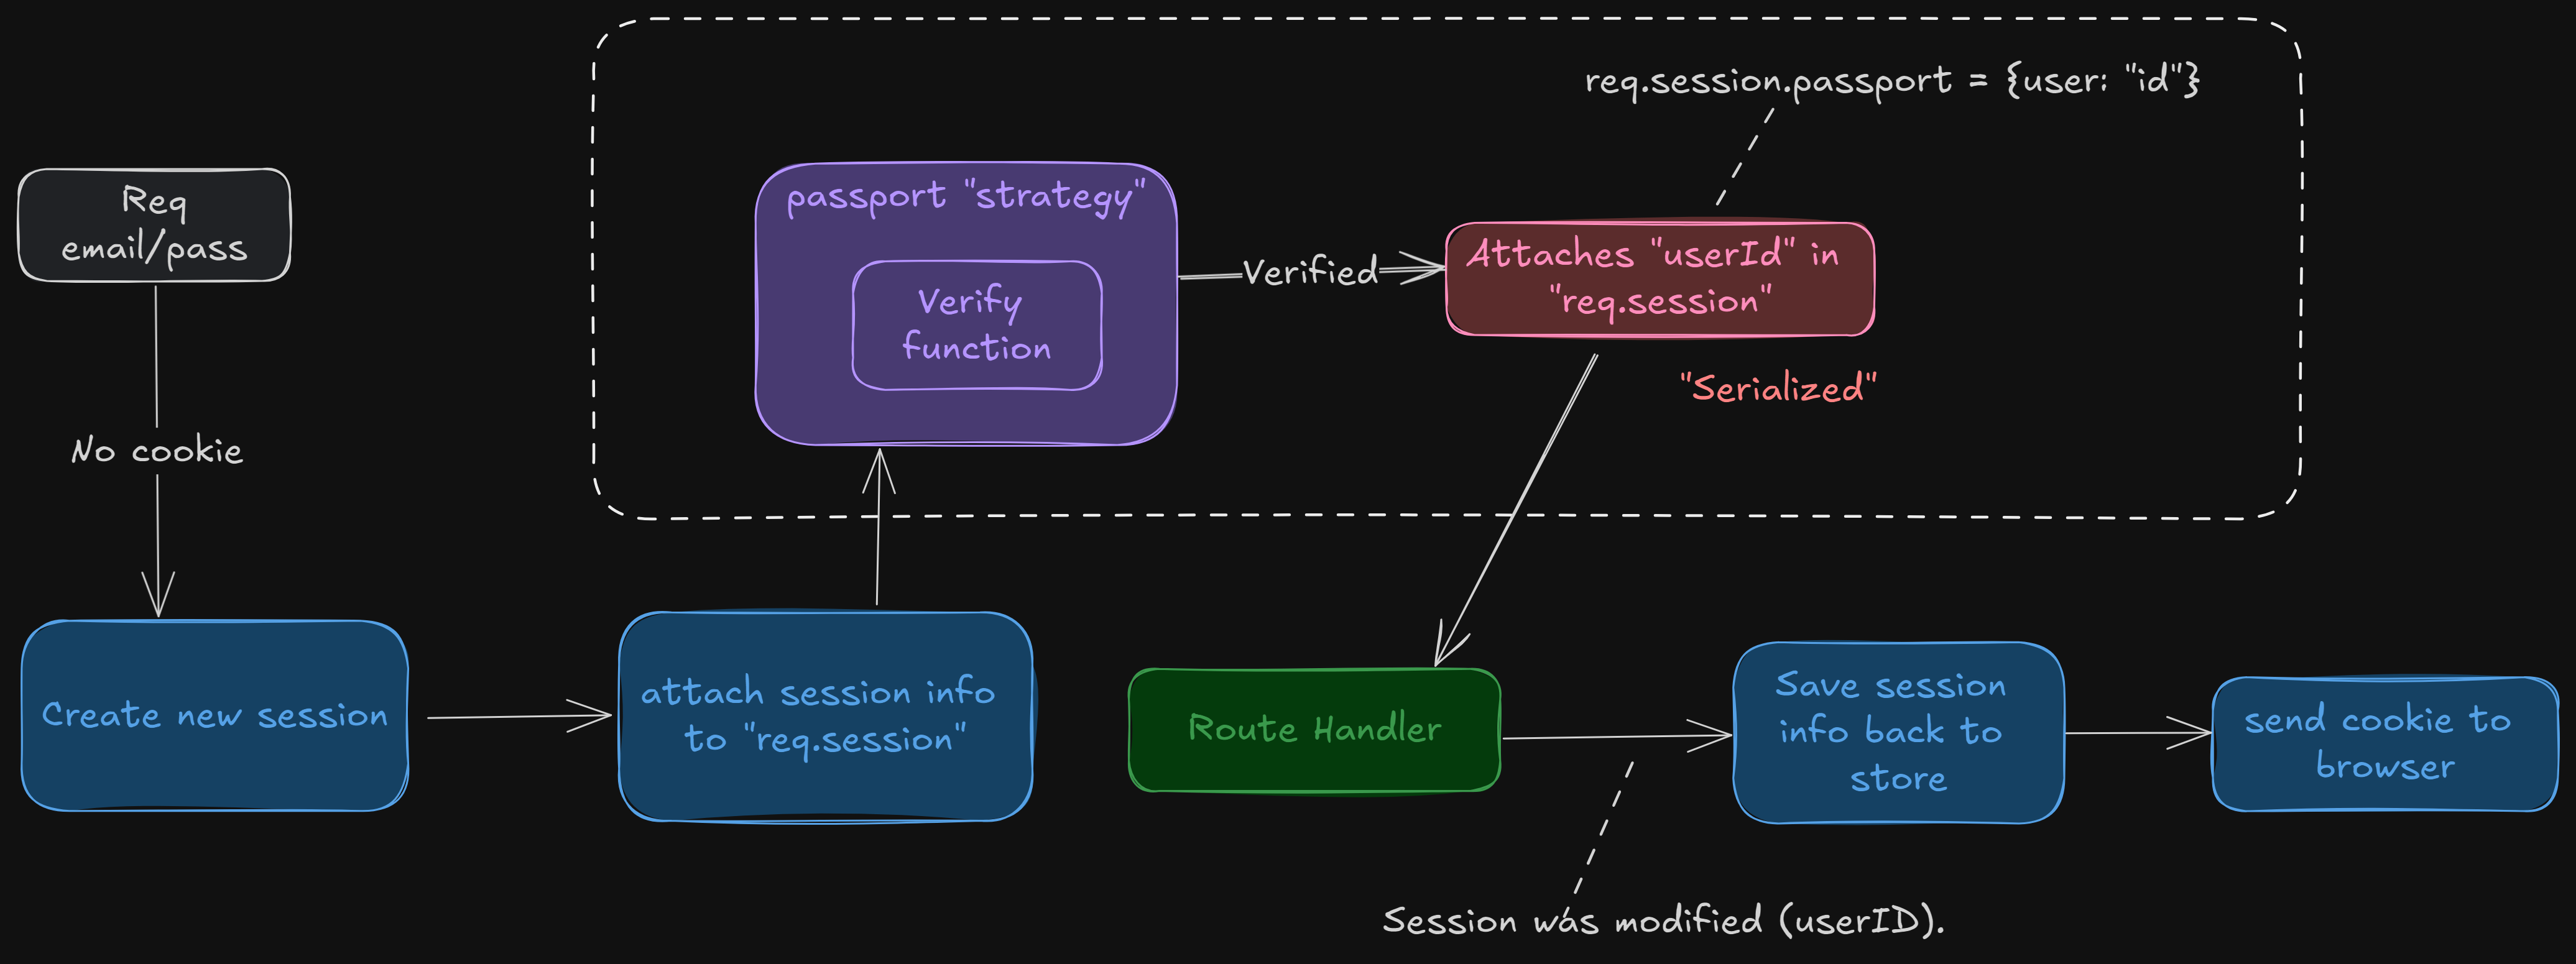 req.session.passport = {user: "id"}
Req
email/pass
passport "strategy"
Verify
function
Verified
Attaches "userId" in
"req.session"
"Serialized"
No cookie
Create new session
attach session info
to "req.session"
Route Handler
Save session
info back to
store
send cookie to
browser
Session was modified (userID).